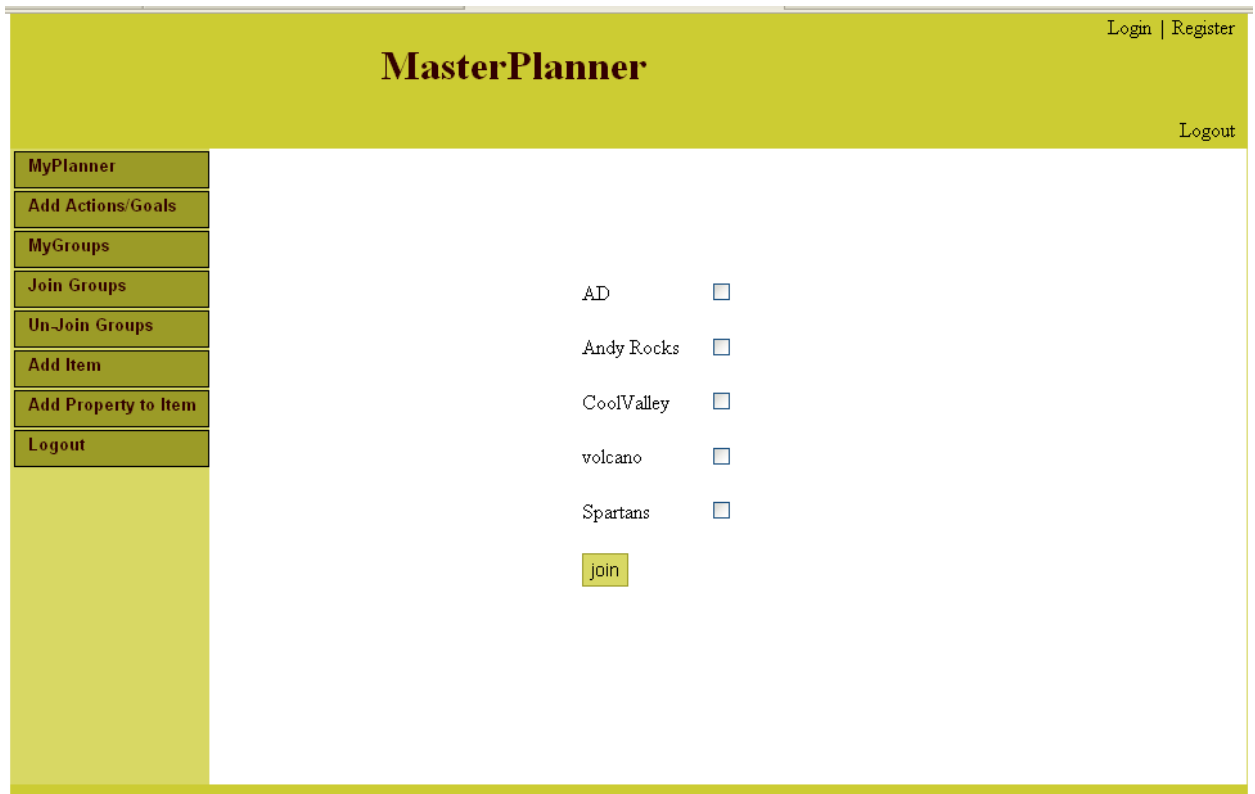 Login | Register
MasterPlanner
Logout
MyPlanner
Add Actions/Goals
MyGroups
Join Groups
Un-Join Groups
Add Item
Add Property to Item
Logout
AD
Andy Rocks
CoolValley
volcano
Spartans
join